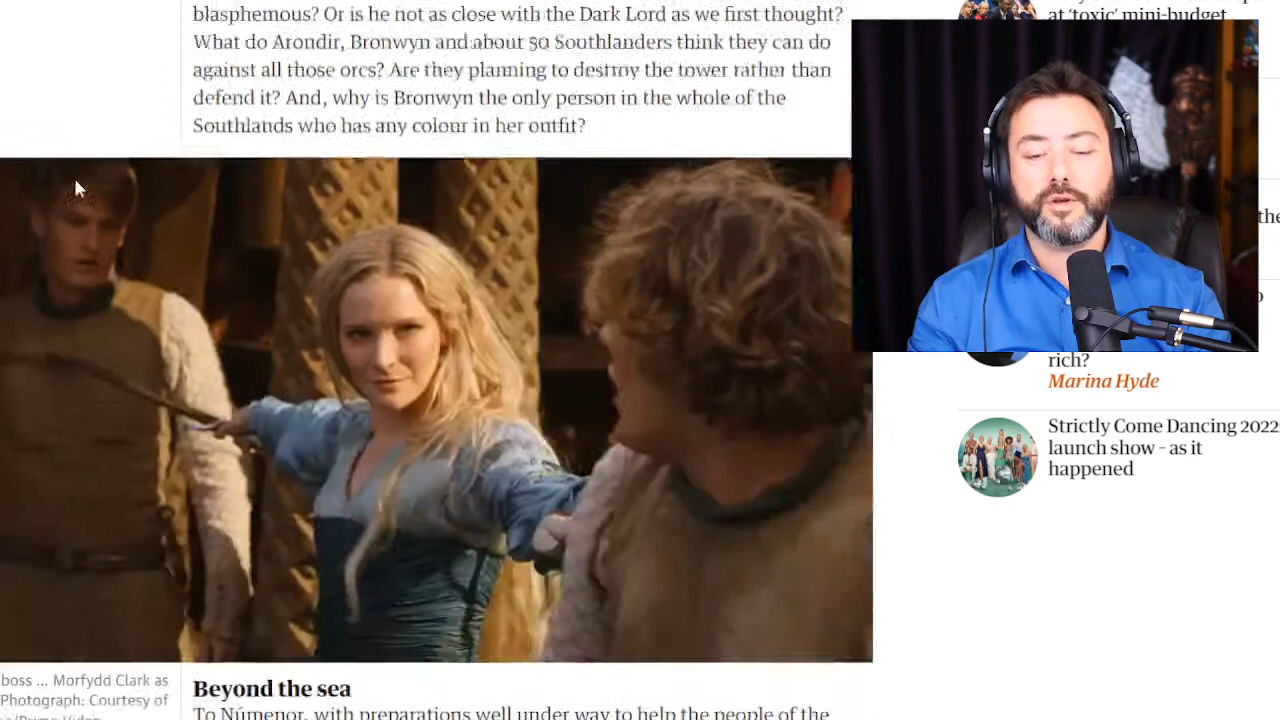 blasphemous? Or is he not as close with the Dark Lord as we first thought?
What do Arondir, Bronwyn and about 50 Southlanders think they can do
against all those orcs? Are they planning to destroy the tower rather than
defend it? And, why is Bronwyn the only person in the whole of the
Southlands who has any colour in her outfit?
at 'toxic' mini-budget
the
rich?
Marina Hyde
Strictly Come Dancing 2022
launch show – as it
happened
boss ... Morfydd Clark as
Photograph: Courtesy of
Beyond the sea
To Númenor, with preparations well under way to help the people of the